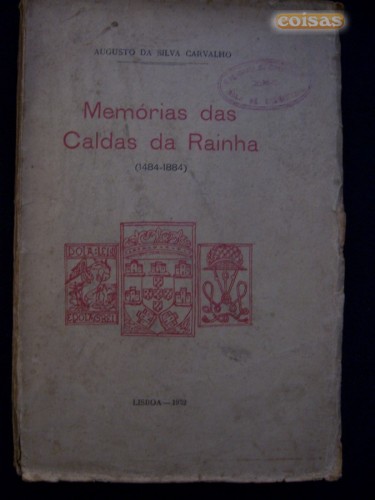 coisas
AUGUSTO DA SILVA CARVALHO
Memórias das
Caldas da Rainha
(1484-1884)
LISBOA—1932